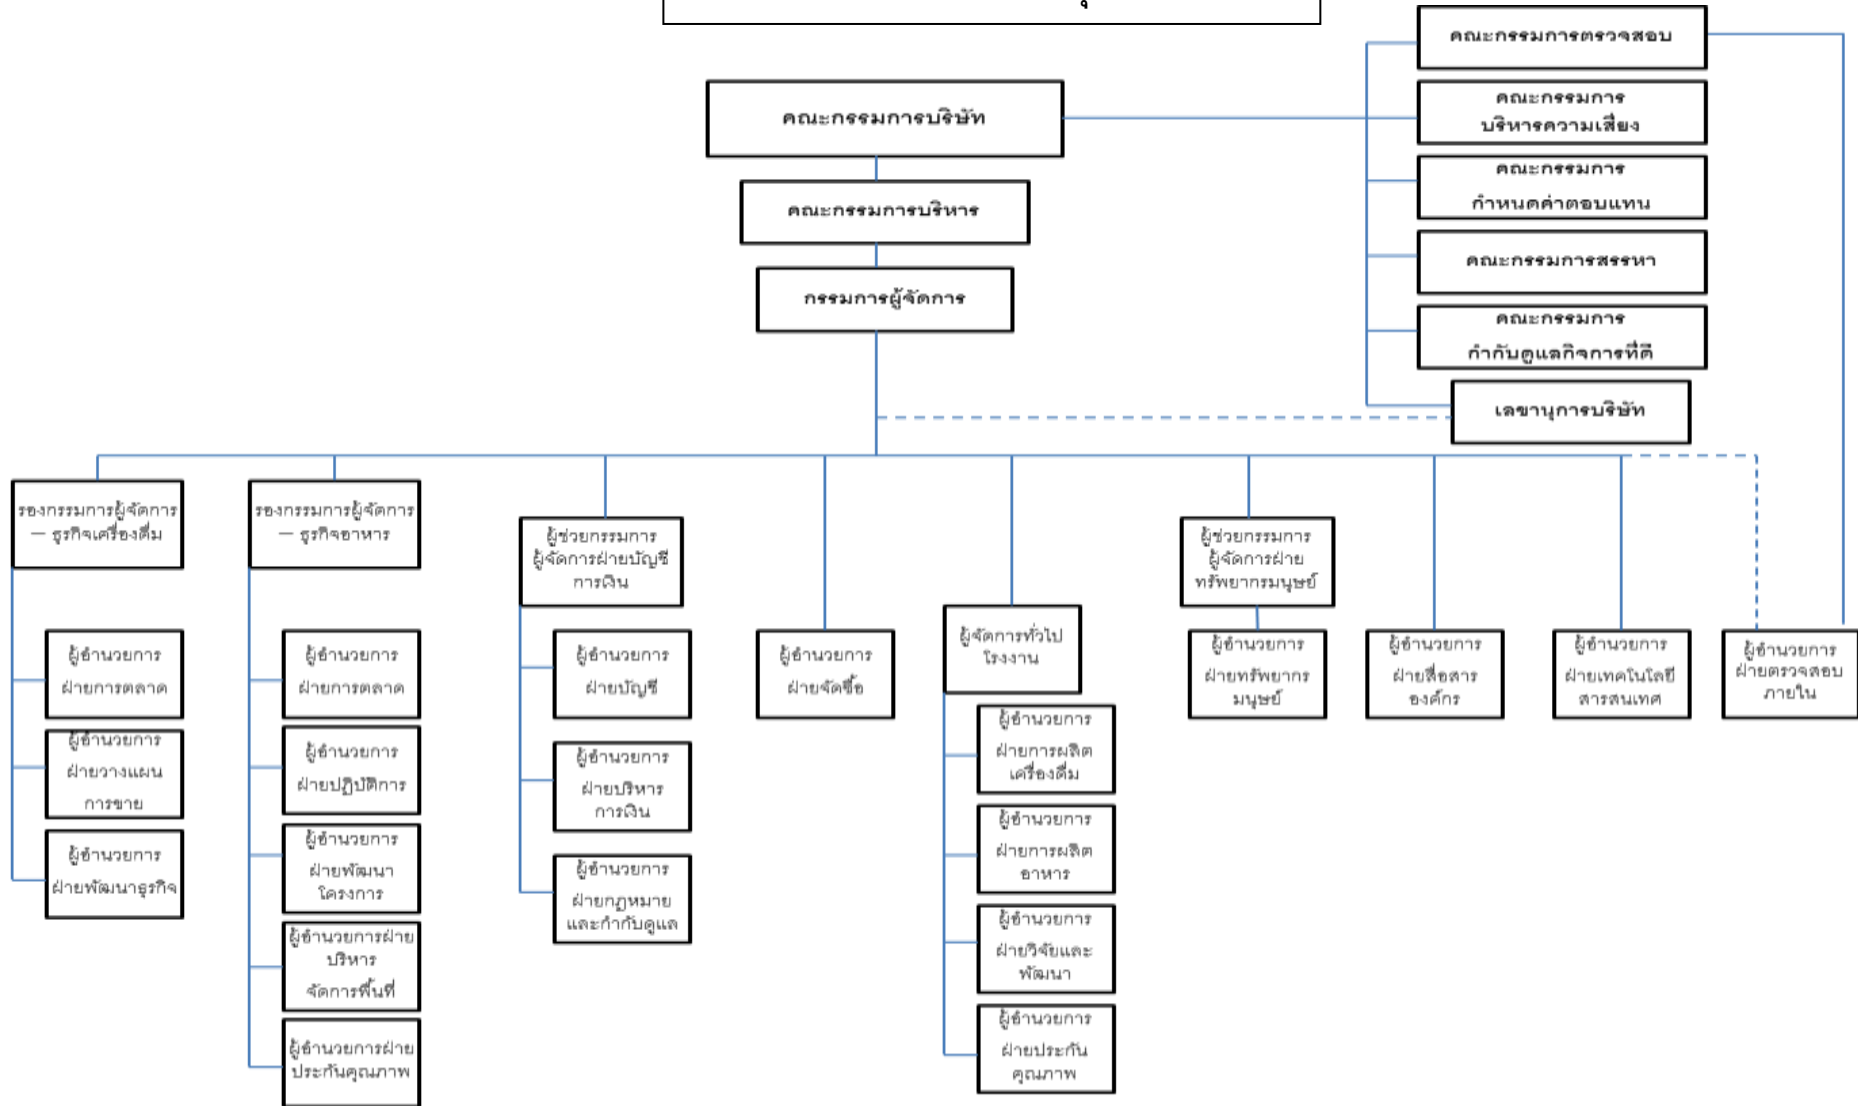 คณะกรรมการตรวจสอบ
คณะกรรมการบริษัท
คณะกรรมการ
บริหารความเสี่ยง
คณะกรรมการ
กำหนดค่าตอบแทน
คณะกรรมการบริหาร
คณะกรรมการสรรหา
กรรมการผู้จัดการ
คณะกรรมการ
กำกับดูแลกิจการที่ดี
เลขานุการบริษัท
รองกรรมการผู้จัดการ
– ธุรกิจเครื่องดื่ม
รองกรรมการผู้จัดการ
– ธุรกิจอาหาร
ผู้ช่วยกรรมการ
ผู้จัดการฝ่ายบัญชี
การเงิน
ผู้ช่วยกรรมการ
ผู้จัดการฝ่าย
ทรัพยากรมนุษย์
ผู้อำนวยการ
ฝ่ายการตลาด
ผู้อำนวยการ
ฝ่ายวางแผน
การขาย
ผู้อำนวยการ
ฝ่ายพัฒนาธุรกิจ
ผู้อำนวยการ
ฝ่ายการตลาด
ผู้อำนวยการ
ฝ่ายปฏิบัติการ
ผู้อำนวยการ
ฝ่ายพัฒนา
โครงการ
ผู้อำนวยการฝ่าย
บริหาร
จัดการพื้นที่
ผู้อำนวยการฝ่าย
ประกันคุณภาพ
ผู้อำนวยการ
ฝ่ายบัญชี
ผู้อำนวยการ
ฝ่ายบริหาร
การเงิน
ผู้อำนวยการ
ฝ่ายกฎหมาย
และกำกับดูแล
ผู้อำนวยการ
ฝ่ายจัดซื้อ
ผู้จัดการทั่วไป
โรงงาน
ผู้อำนวยการ
ฝ่ายการผลิต
เครื่องดื่ม
ผู้อำนวยการ
ฝ่ายการผลิต
อาหาร
ผู้อำนวยการ
ฝ่ายวิจัยและ
พัฒนา
ผู้อำนวยการ
ฝ่ายประกัน
คุณภาพ
ผู้อำนวยการ
ฝ่ายทรัพยากร
มนุษย์
ผู้อำนวยการ
ฝ่ายสื่อสาร
องค์กร
ผู้อำนวยการ
ฝ่ายเทคโนโลยี
สารสนเทศ
ผู้อำนวยการ
ฝ่ายตรวจสอบ
ภายใน